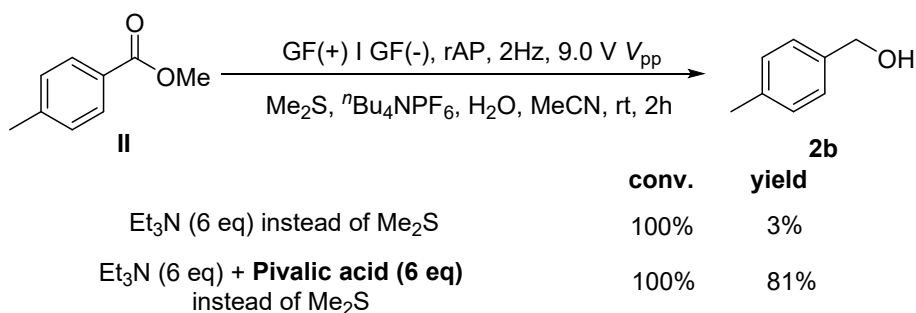 O
OMe
II
GF(+) I GF(-), rAP, 2Hz, 9.0 V Vpp
Me2S, nBu4NPF6, H2O, MeCN, rt, 2h
OH
2b
conv. yield
Et3N (6 eq) instead of Me2S 100% 3%
Et3N (6 eq) + Pivalic acid (6 eq)
instead of Me2S 100% 81%